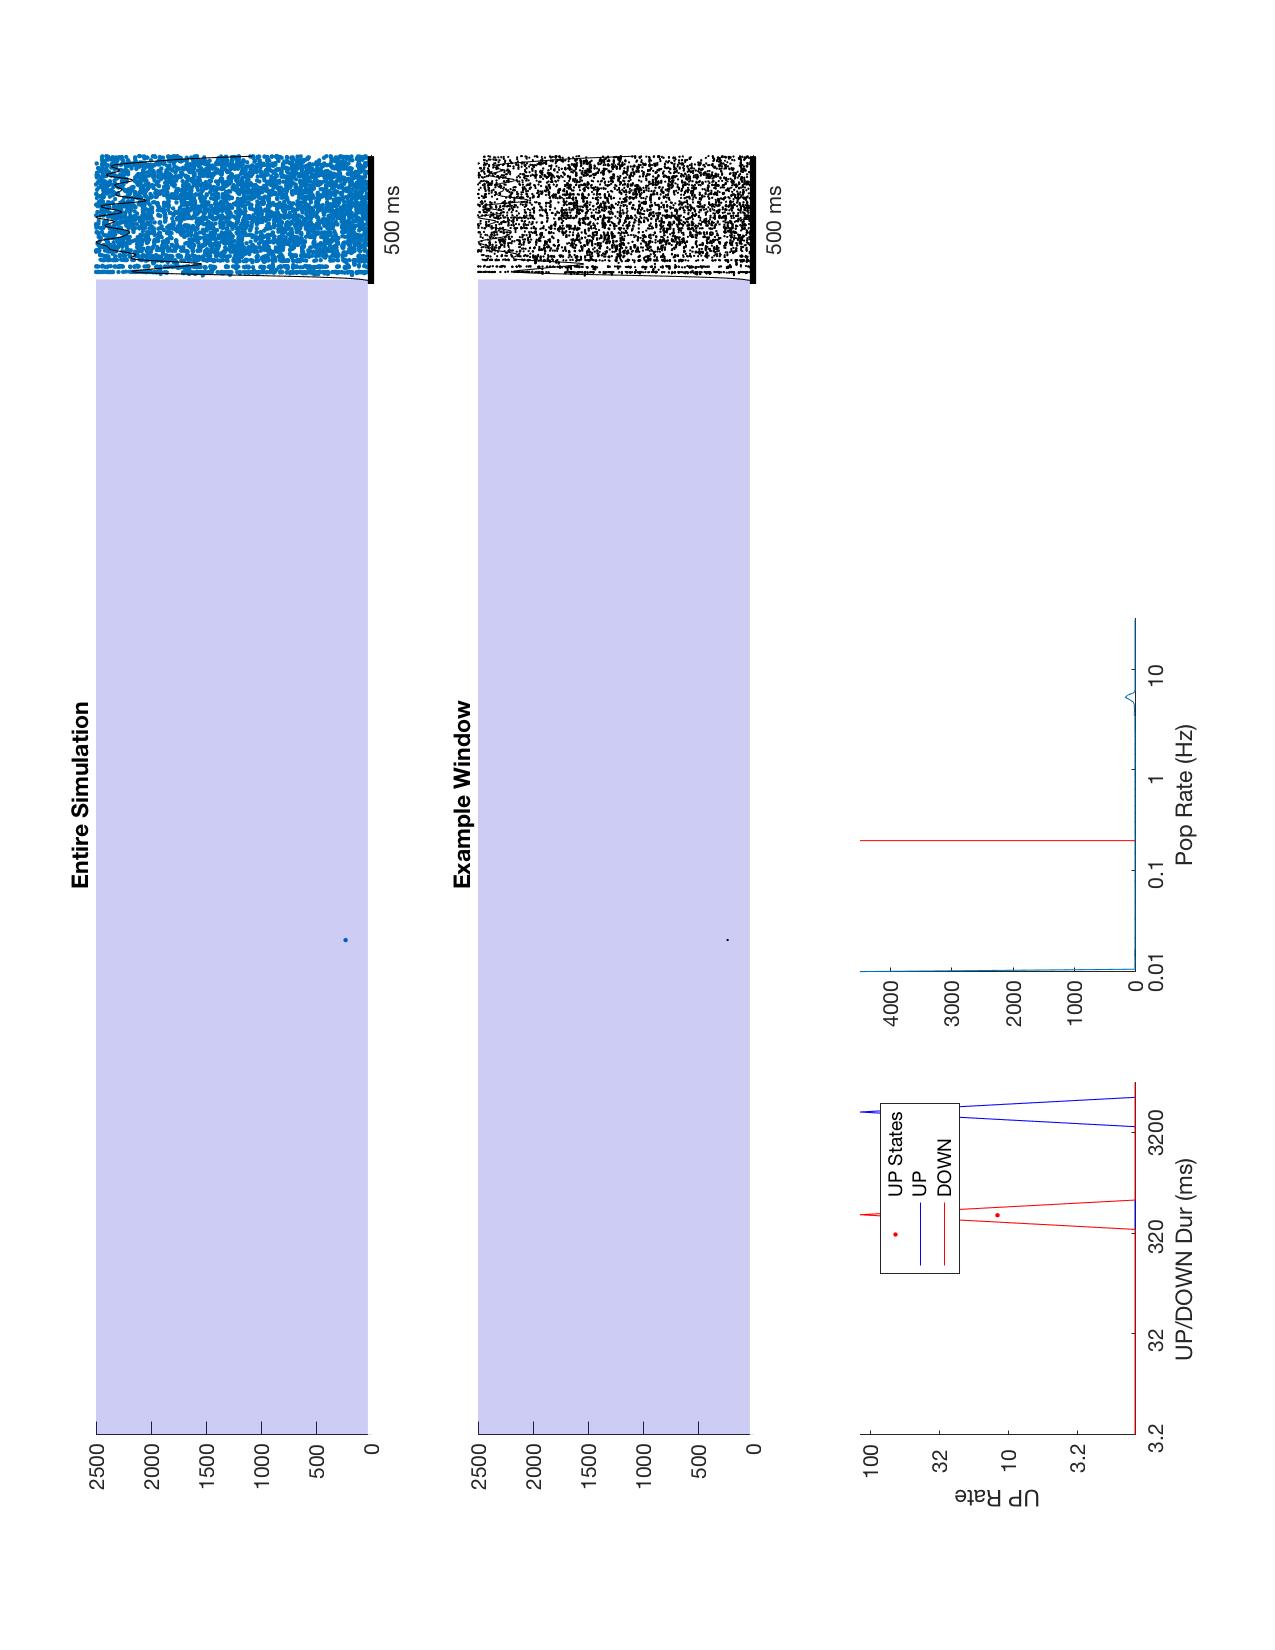 Entire Simulation
2500
2000
1500
1000
500
0
500 ms
Example Window
2500
2000
1500
1000
500
0
500 ms
UP Rate
100
32
10
3.2
UP States
UP
DOWN
3.2 32 320 3200
UP/DOWN Dur (ms)
4000
3000
2000
1000
0
0.01 0.1 1 10
Pop Rate (Hz)